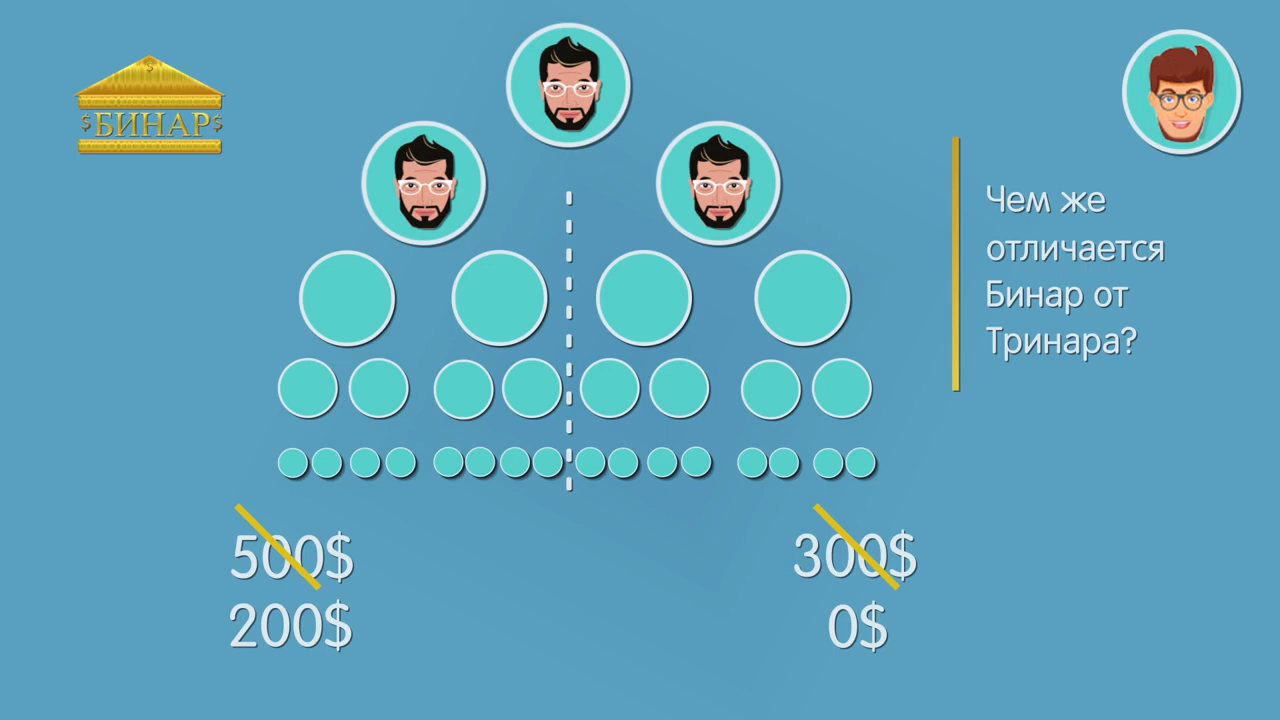 $БИНАР$
Чем же
отличается
Бинар от
Тринара?
500$
300$
200$
0$